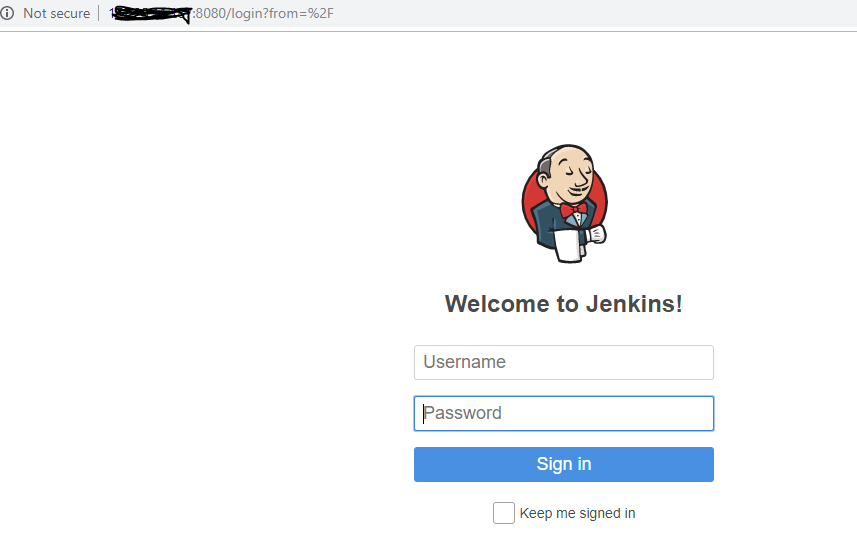 Not secure
:8080/login?from=%2F
Welcome to Jenkins!
Username
Password
Sign in
Keep me signed in